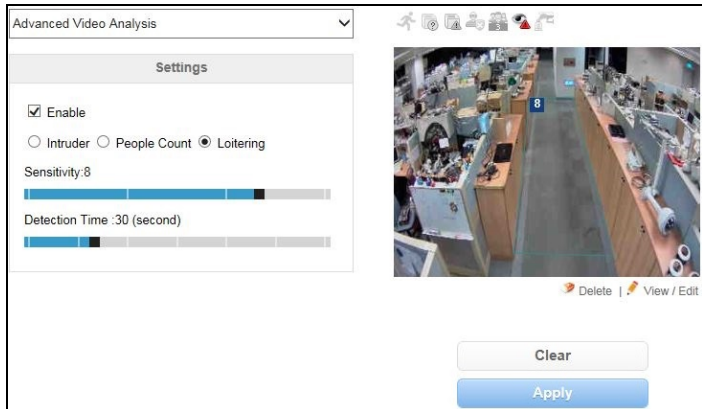 Advanced Video Analysis
Settings
Enable
Intruder People Count Loitering
Sensitivity:8
Detection Time :30 (second)
8
Delete | View / Edit
Clear
Apply